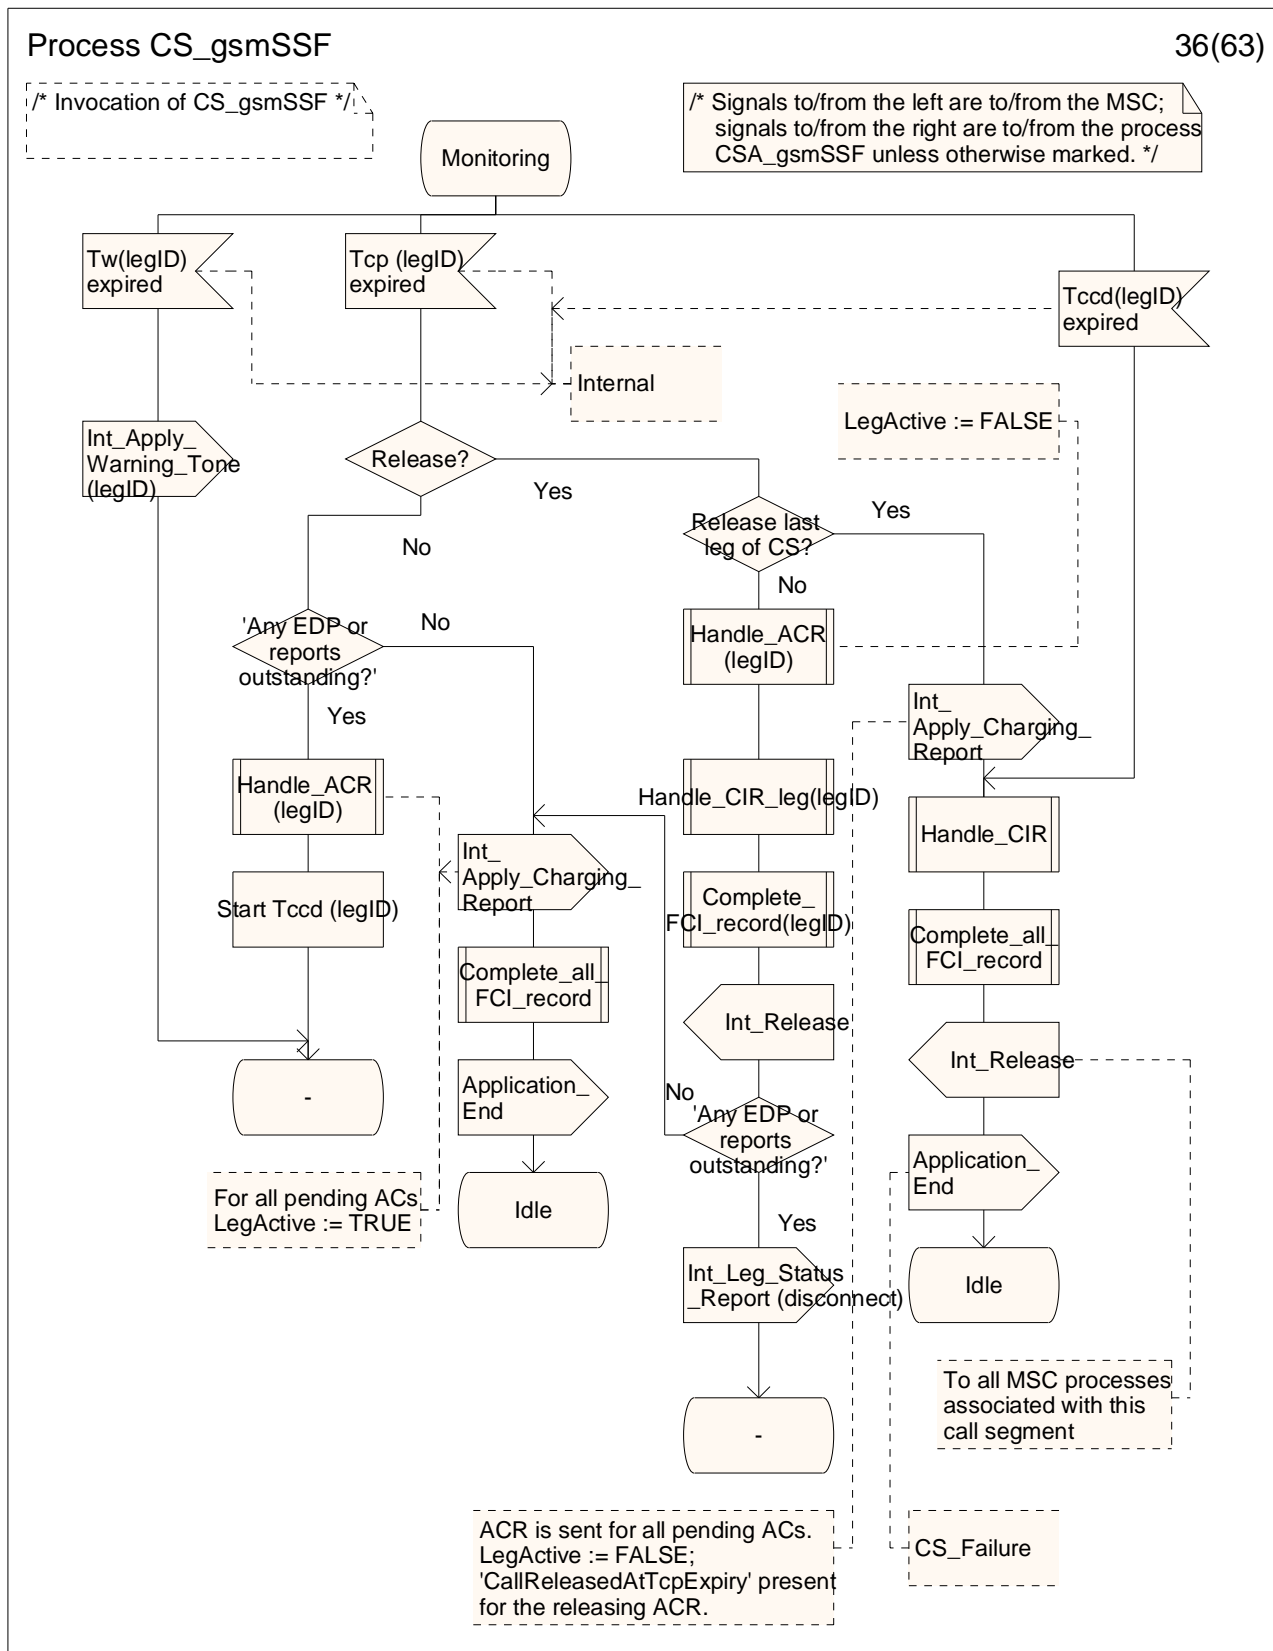 Process CS_gsmSSF
36(63)
/* Invocation of CS_gsmSSF */
/* Signals to/from the left are to/from the MSC;
signals to/from the right are to/from the process
CSA_gsmSSF unless otherwise marked. */
Monitoring
Tw(legID)
expired
Tcp (legID)
expired
Tccd(legID)
expired
Internal
LegActive := FALSE
Int_Apply_
Warning_Tone
(legID)
Release?
Yes
No
Release last
leg of CS?
Yes
No
'Any EDP or
reports
outstanding?'
No
Yes
Handle_ACR
(legID)
Int_
Apply_Charging_
Report
Handle_ACR
(legID)
Handle_CIR_leg(legID)
Handle_CIR
Int_
Apply_Charging_
Report
Start Tccd (legID)
Complete_
FCI_record(legID)
Complete_all_
FCI_record
Complete_all_
FCI_record
Int_Release
Int_Release
-
Application_
End
No
'Any EDP or
reports
outstanding?'
Application_
End
For all pending ACs
LegActive := TRUE
Idle
Yes
Int_Leg_Status
_Report (disconnect)
Idle
To all MSC processes
associated with this
call segment
-
ACR is sent for all pending ACs.
LegActive := FALSE;
'CallReleasedAtTcpExpiry' present
for the releasing ACR.
CS_Failure